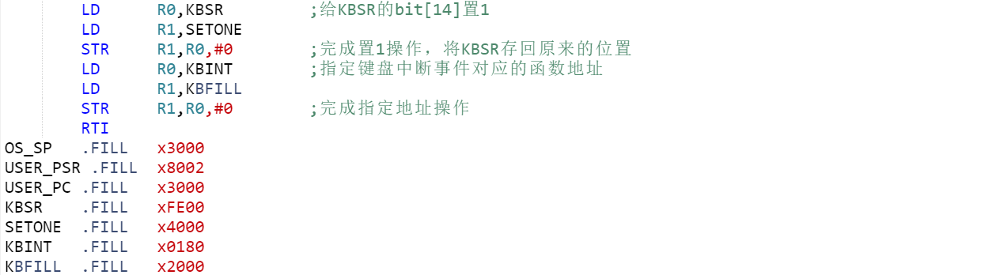 LD R0,KBSR ;给KBSR的bit[14]置1
LD R1,SETONE
STR R1,R0,#0 ;完成置1操作，将KBSR存回原来的位置
LD R0,KBINT ;指定键盘中断事件对应的函数地址
LD R1,KBFILL
STR R1,R0,#0 ;完成指定地址操作
RTI
OS_SP .FILL x3000
USER_PSR .FILL x8002
USER_PC .FILL x3000
KBSR .FILL xFE00
SETONE .FILL x4000
KBINT .FILL x0180
KBFILL .FILL x2000